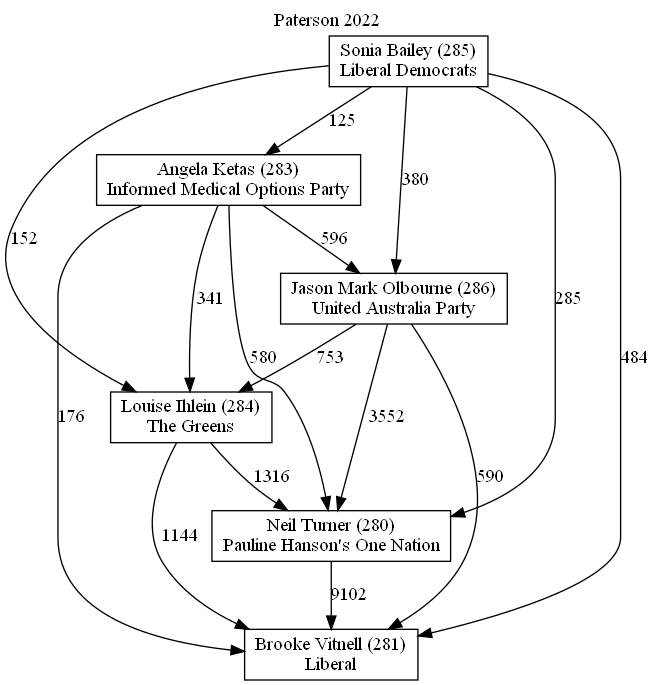 Paterson 2022
Sonia Bailey (285)
Liberal Democrats
125
Angela Ketas (283)
Informed Medical Options Party
380
152
596
Jason Mark Olbourne (286)
United Australia Party
341
285
580
753
484
Louise Ihlein (284)
The Greens
176
3552
1316
590
Neil Turner (280)
Pauline Hanson's One Nation
1144
9102
Brooke Vitnell (281)
Liberal